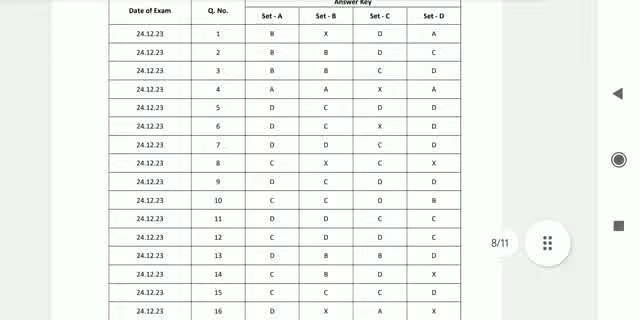 Answer Key
Date of Exam Q. No. Set - A Set - B Set - C Set - D
24.12.23 1 B X D A
24.12.23 2 B B D C
24.12.23 3 B B C D
24.12.23 4 A A X A
24.12.23 5 D C D D
24.12.23 6 D C X D
24.12.23 7 D D C D
24.12.23 8 C X C X
24.12.23 9 D C D D
24.12.23 10 C C D B
24.12.23 11 D D C C
24.12.23 12 C D D C
24.12.23 13 D B B D
24.12.23 14 C B D X
24.12.23 15 C C C D
24.12.23 16 D X A X
8/11